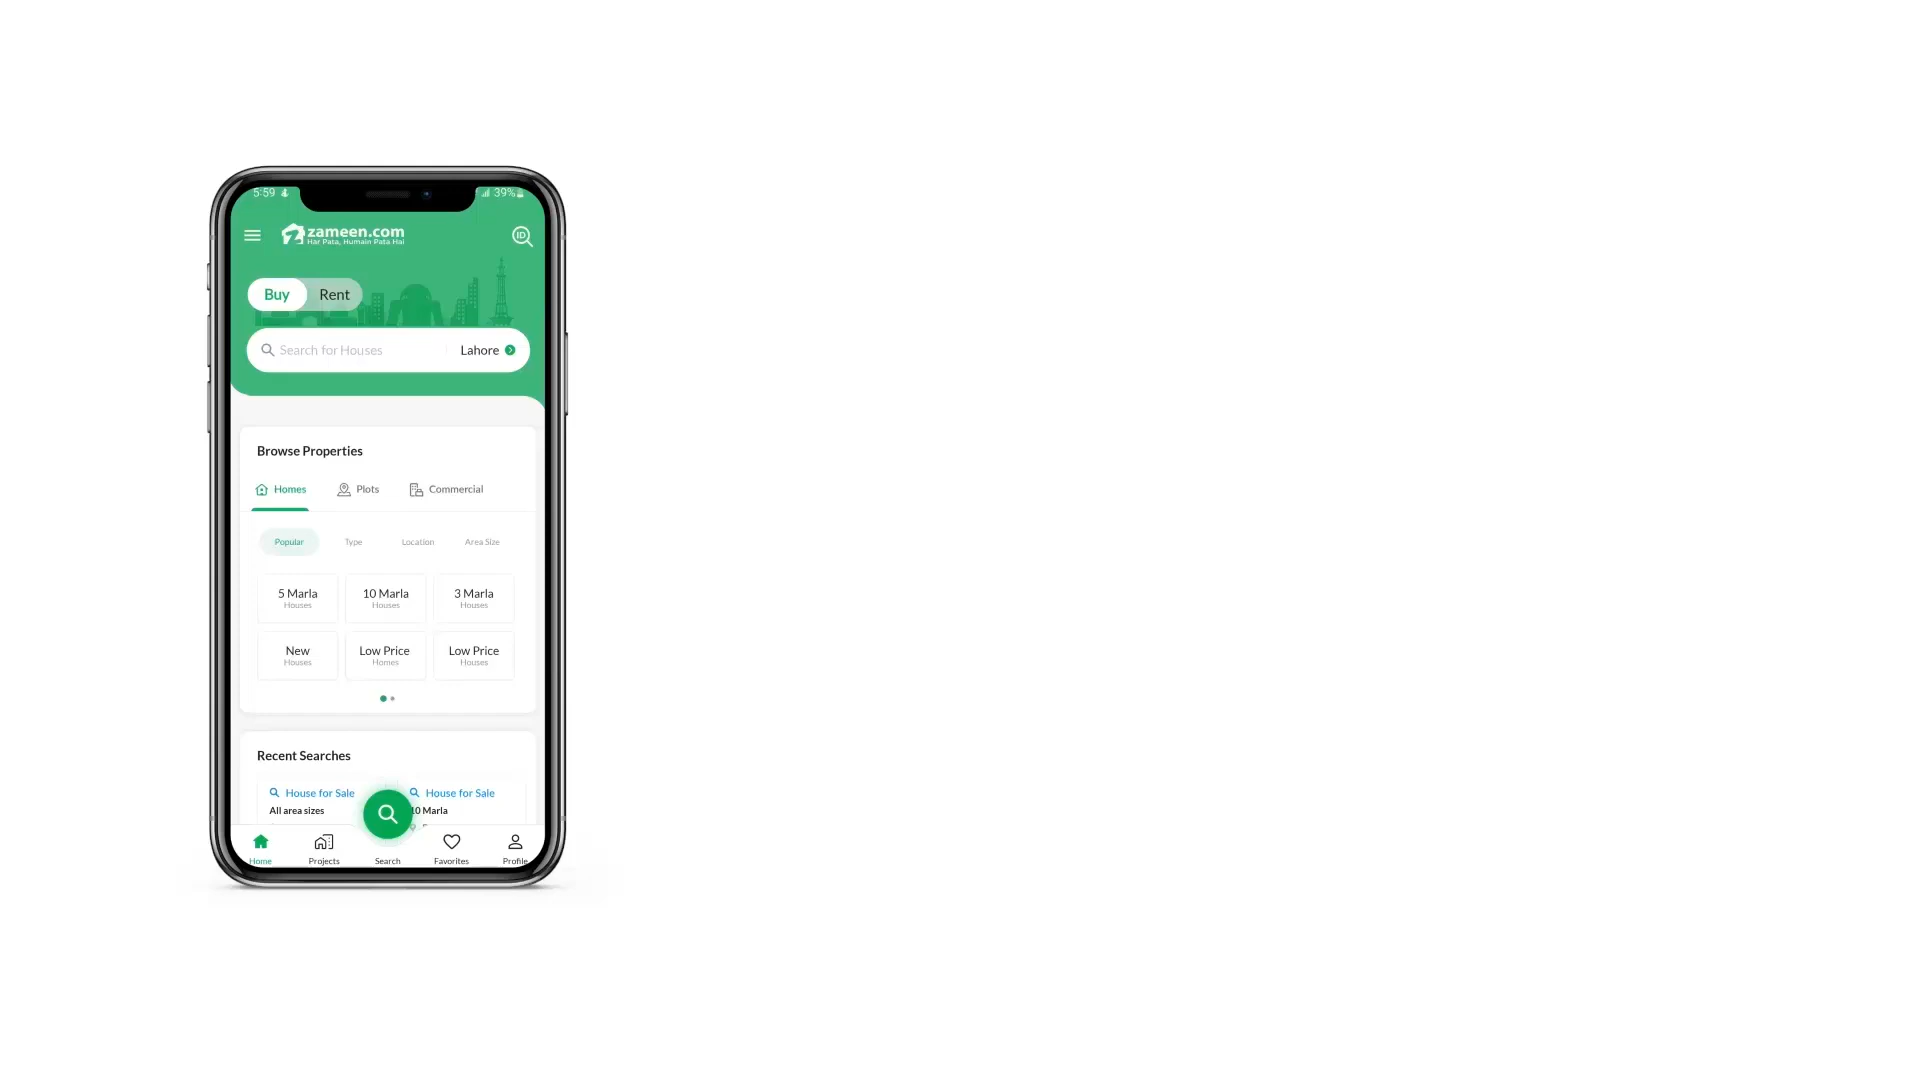 5:59
39%
zameen.com
Har Pata, Humain Pata Hai
ID
Buy Rent
Search for Houses Lahore
Browse Properties
Homes Plots Commercial
Popular Type Location Area Size
5 Marla 10 Marla 3 Marla
Houses Houses Houses
New Low Price Low Price
Houses Homes Houses
Recent Searches
House for Sale House for Sale
All area sizes 10 Marla
Home Projects Search Favorites Profile